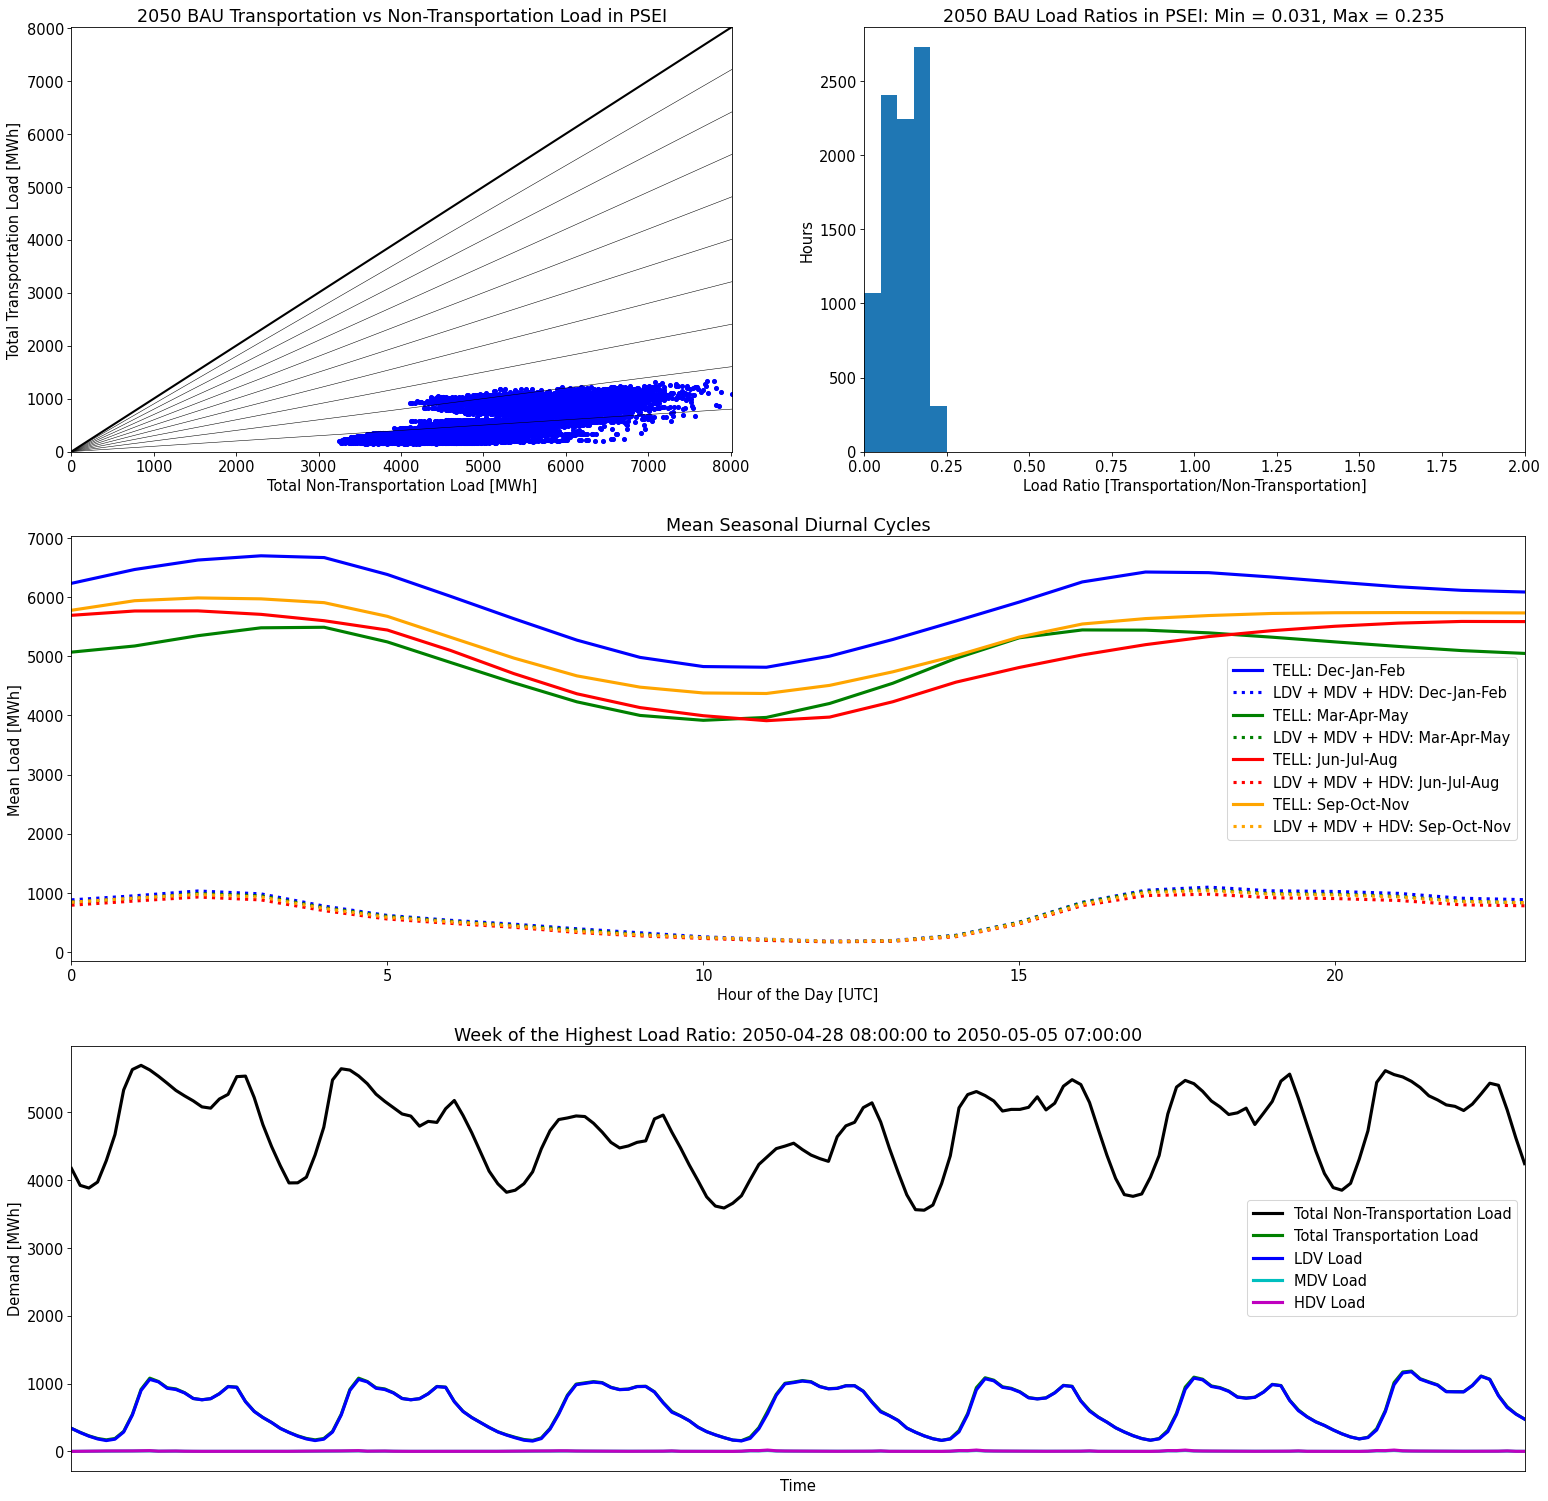 2050 BAU Transportation vs Non-Transportation Load in PSEI
Total Transportation Load [MWh]
8000
7000
6000
5000
4000
3000
2000
1000
0
0 1000 2000 3000 4000 5000 6000 7000 8000
Total Non-Transportation Load [MWh]
2050 BAU Load Ratios in PSEI: Min = 0.031, Max = 0.235
Hours
2500
2000
1500
1000
500
0
0.00 0.25 0.50 0.75 1.00 1.25 1.50 1.75 2.00
Load Ratio [Transportation/Non-Transportation]
Mean Seasonal Diurnal Cycles
Mean Load [MWh]
7000
6000
5000
4000
3000
2000
1000
0
TELL: Dec-Jan-Feb
LDV + MDV + HDV: Dec-Jan-Feb
TELL: Mar-Apr-May
LDV + MDV + HDV: Mar-Apr-May
TELL: Jun-Jul-Aug
LDV + MDV + HDV: Jun-Jul-Aug
TELL: Sep-Oct-Nov
LDV + MDV + HDV: Sep-Oct-Nov
0 5 10 15 20
Hour of the Day [UTC]
Week of the Highest Load Ratio: 2050-04-28 08:00:00 to 2050-05-05 07:00:00
Demand [MWh]
5000
4000
3000
2000
1000
0
Total Non-Transportation Load
Total Transportation Load
LDV Load
MDV Load
HDV Load
Time